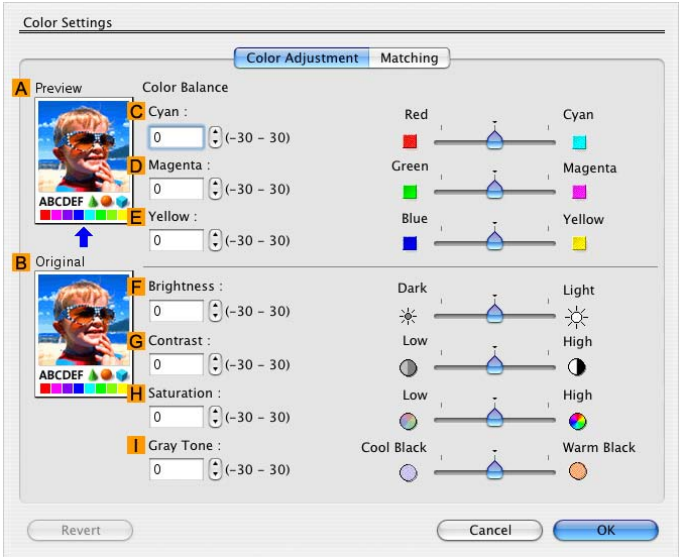 Color Settings
Color Adjustment Matching
A Preview Color Balance
C Cyan : Red Cyan
0 (-30 - 30)
D Magenta : Green Magenta
0 (-30 - 30)
ABCDEF
E Yellow : Blue Yellow
0 (-30 - 30)
B Original
F Brightness : Dark Light
0 (-30 - 30)
G Contrast : Low High
0 (-30 - 30)
ABCDEF
H Saturation : Low High
0 (-30 - 30)
I Gray Tone : Cool Black Warm Black
0 (-30 - 30)
Revert Cancel OK